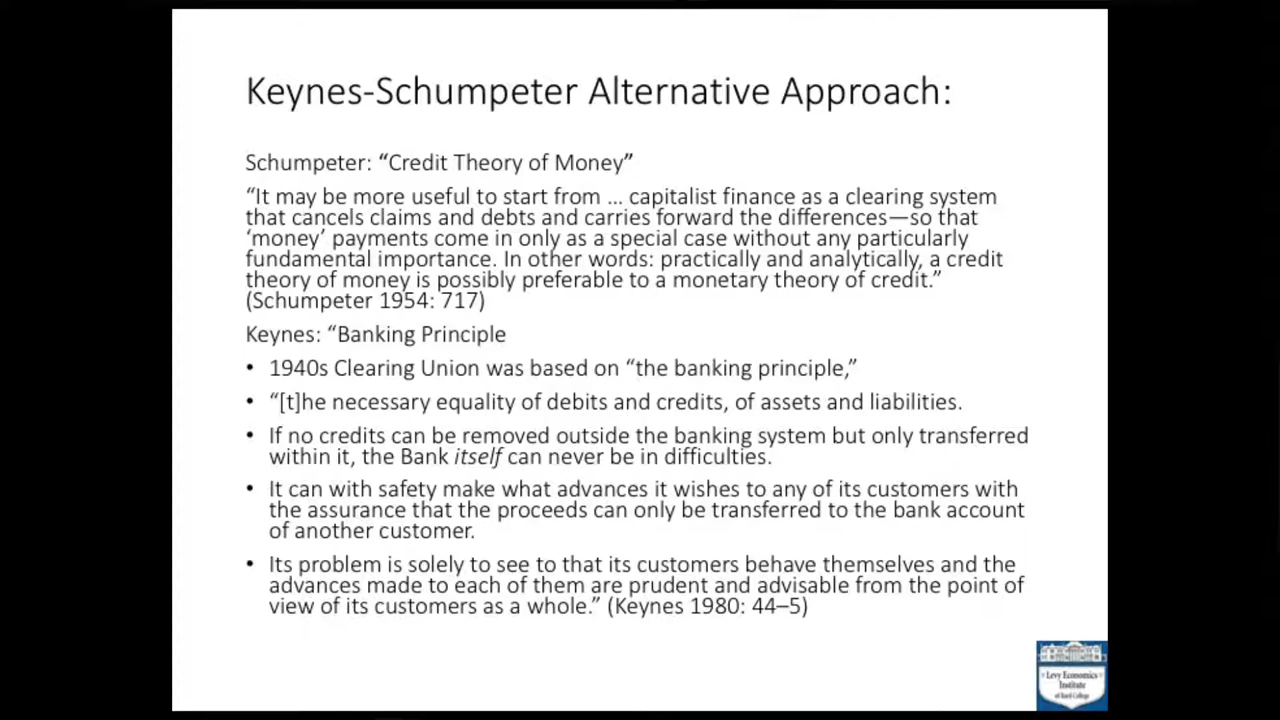 Keynes-Schumpeter Alternative Approach:
Schumpeter: “Credit Theory of Money”
“It may be more useful to start from ... capitalist finance as a clearing system
that cancels claims and debts and carries forward the differences—so that
‘money’ payments come in only as a special case without any particularly
fundamental importance. In other words: practically and analytically, a credit
theory of money is possibly preferable to a monetary theory of credit.”
(Schumpeter 1954: 717)
Keynes: “Banking Principle
• 1940s Clearing Union was based on “the banking principle,”
• “[t]he necessary equality of debits and credits, of assets and liabilities.
• If no credits can be removed outside the banking system but only transferred
within it, the Bank itself can never be in difficulties.
• It can with safety make what advances it wishes to any of its customers with
the assurance that the proceeds can only be transferred to the bank account
of another customer.
• Its problem is solely to see to that its customers behave themselves and the
advances made to each of them are prudent and advisable from the point of
view of its customers as a whole.” (Keynes 1980: 44–5)
Levy Economics
Institute
of Bard College